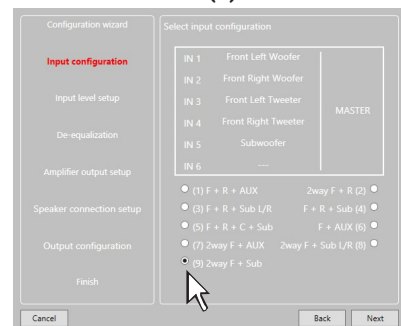 Configuration wizard
Input configuration
Input level setup
De-equalization
Amplifier output setup
Speaker connection setup
Output configuration
Finish
Select input configuration
IN 1 Front Left Woofer
IN 2 Front Right Woofer
IN 3 Front Left Tweeter
IN 4 Front Right Tweeter
IN 5 Subwoofer
IN 6 ----
MASTER
(1) F + R + AUX 2way F + R (2)
(3) F + R + Sub L/R F + R + Sub (4)
(5) F + R + C + Sub F + AUX (6)
(7) 2way F + AUX 2way F + Sub L/R (8)
(9) 2way F + Sub
Cancel Back Next